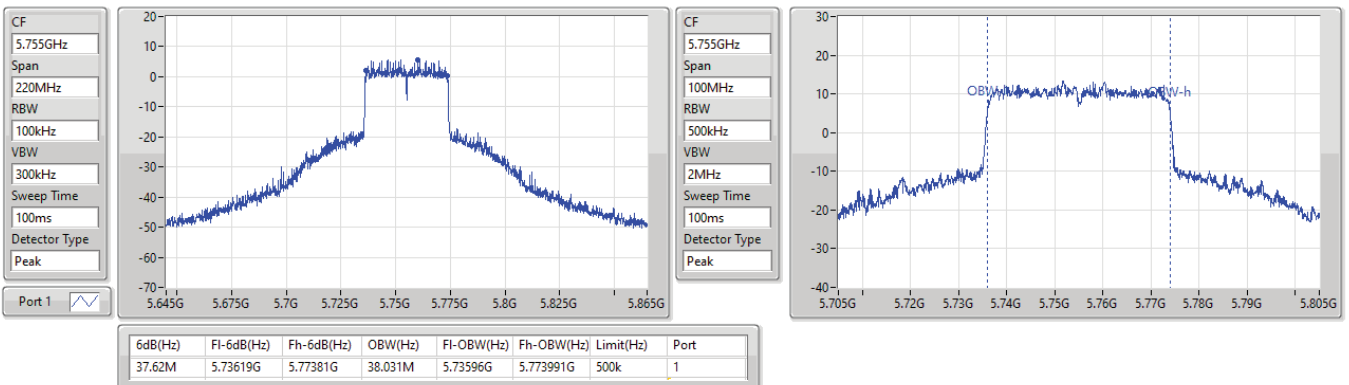 CF
5.755GHz
Span
220MHz
RBW
100kHz
VBW
300kHz
Sweep Time
100ms
Detector Type
Peak
Port 1
20
10
0
-10
-20
-30
-40
-50
-60
-70
5.645G 5.675G 5.7G 5.725G 5.75G 5.775G 5.8G 5.825G 5.865G
CF
5.755GHz
Span
100MHz
RBW
500kHz
VBW
2MHz
Sweep Time
100ms
Detector Type
Peak
30
20
10
0
-10
-20
-30
-40
OBW-h
5.705G 5.72G 5.73G 5.74G 5.75G 5.76G 5.77G 5.78G 5.79G 5.805G
6dB(Hz) Fl-6dB(Hz) Fh-6dB(Hz) OBW(Hz) Fl-OBW(Hz) Fh-OBW(Hz) Limit(Hz) Port
37.62M 5.73619G 5.77381G 38.031M 5.73596G 5.773991G 500k 1